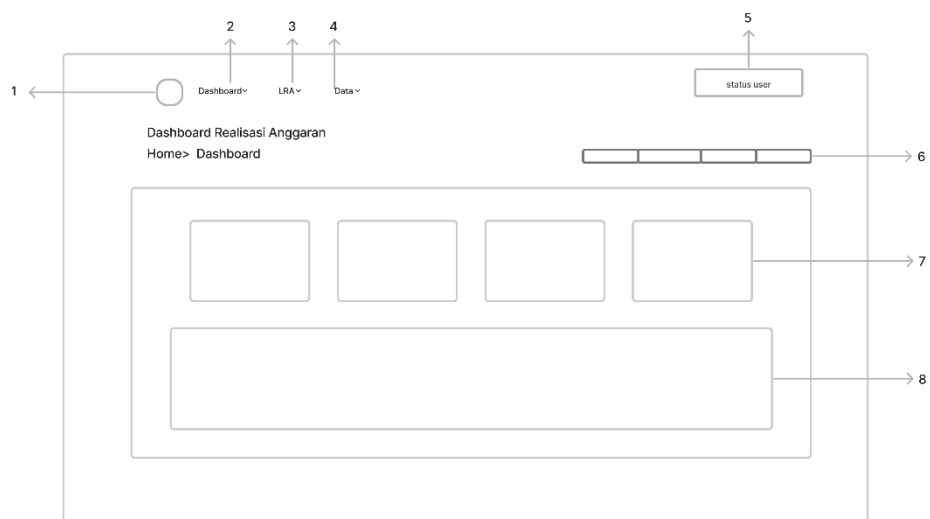 2 3 4 5
1 Dashboard LRA Data status user
Dashboard Realisasi Anggaran
Home> Dashboard
6
7
8